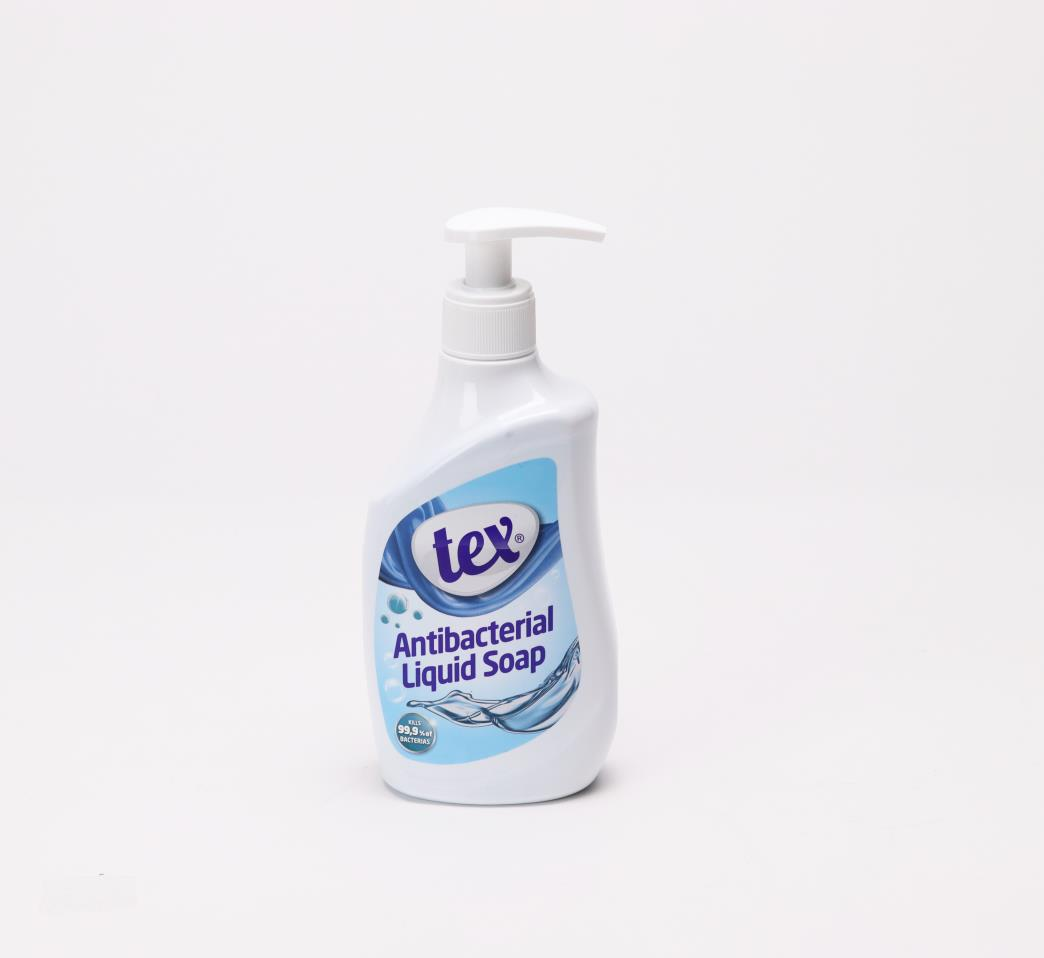 tex®
Antibacterial
Liquid Soap
KILLS
99,9 % of
BACTERIAS